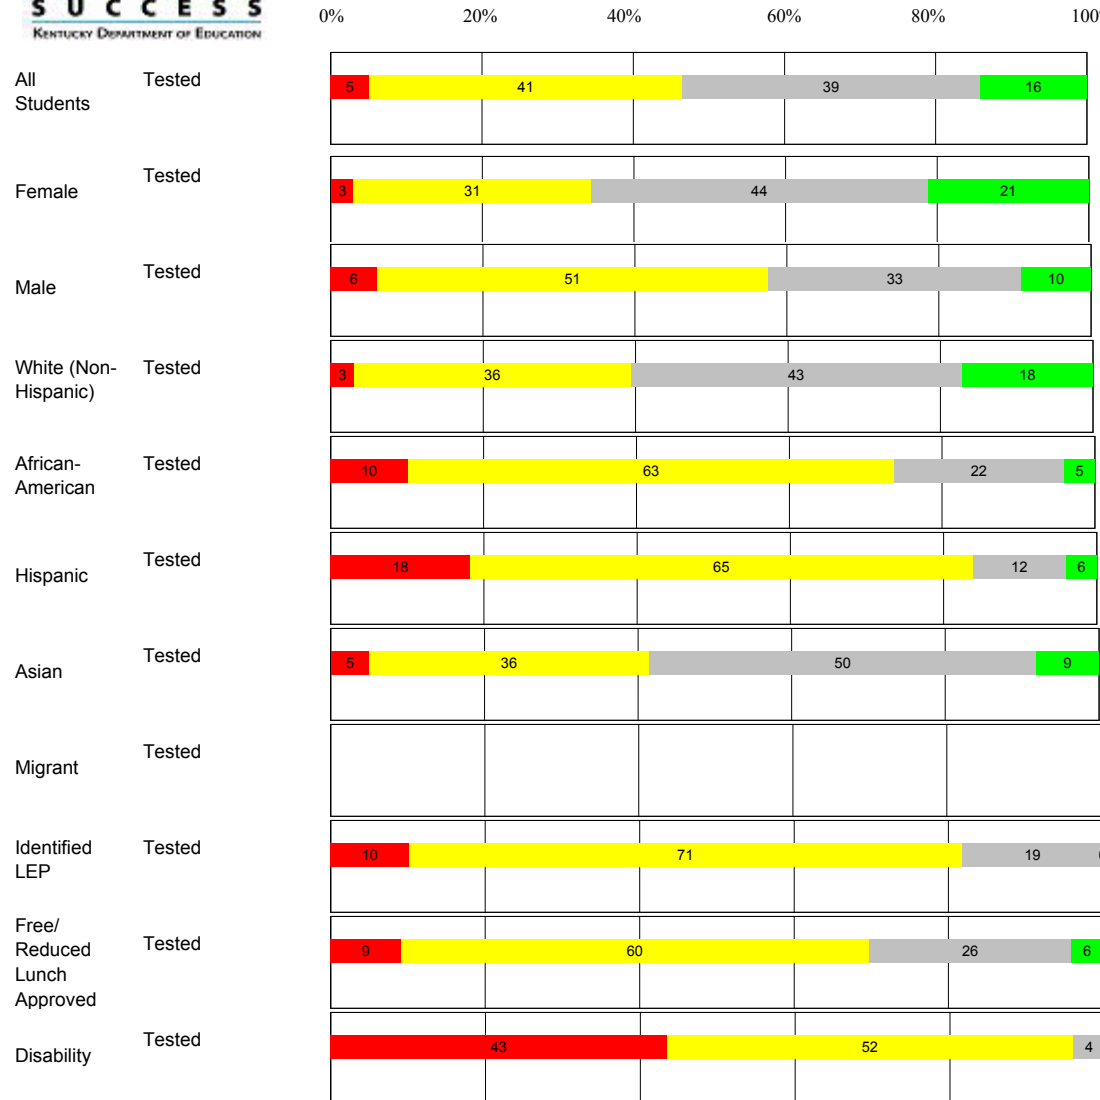 SUCCESS
KENTUCKY DEPARTMENT OF EDUCATION
0% 20% 40% 60% 80% 100%
All
Students
Tested
5 41 39 16
Female
Tested
3 31 44 21
Male
Tested
6 51 33 10
White (Non-
Hispanic)
Tested
3 36 43 18
African-
American
Tested
10 63 22 5
Hispanic
Tested
18 65 12 6
Asian
Tested
5 36 50 9
Migrant
Tested
Identified
LEP
Tested
10 71 19
Free/
Reduced
Lunch
Approved
Tested
9 60 26 6
Disability
Tested
43 52 4